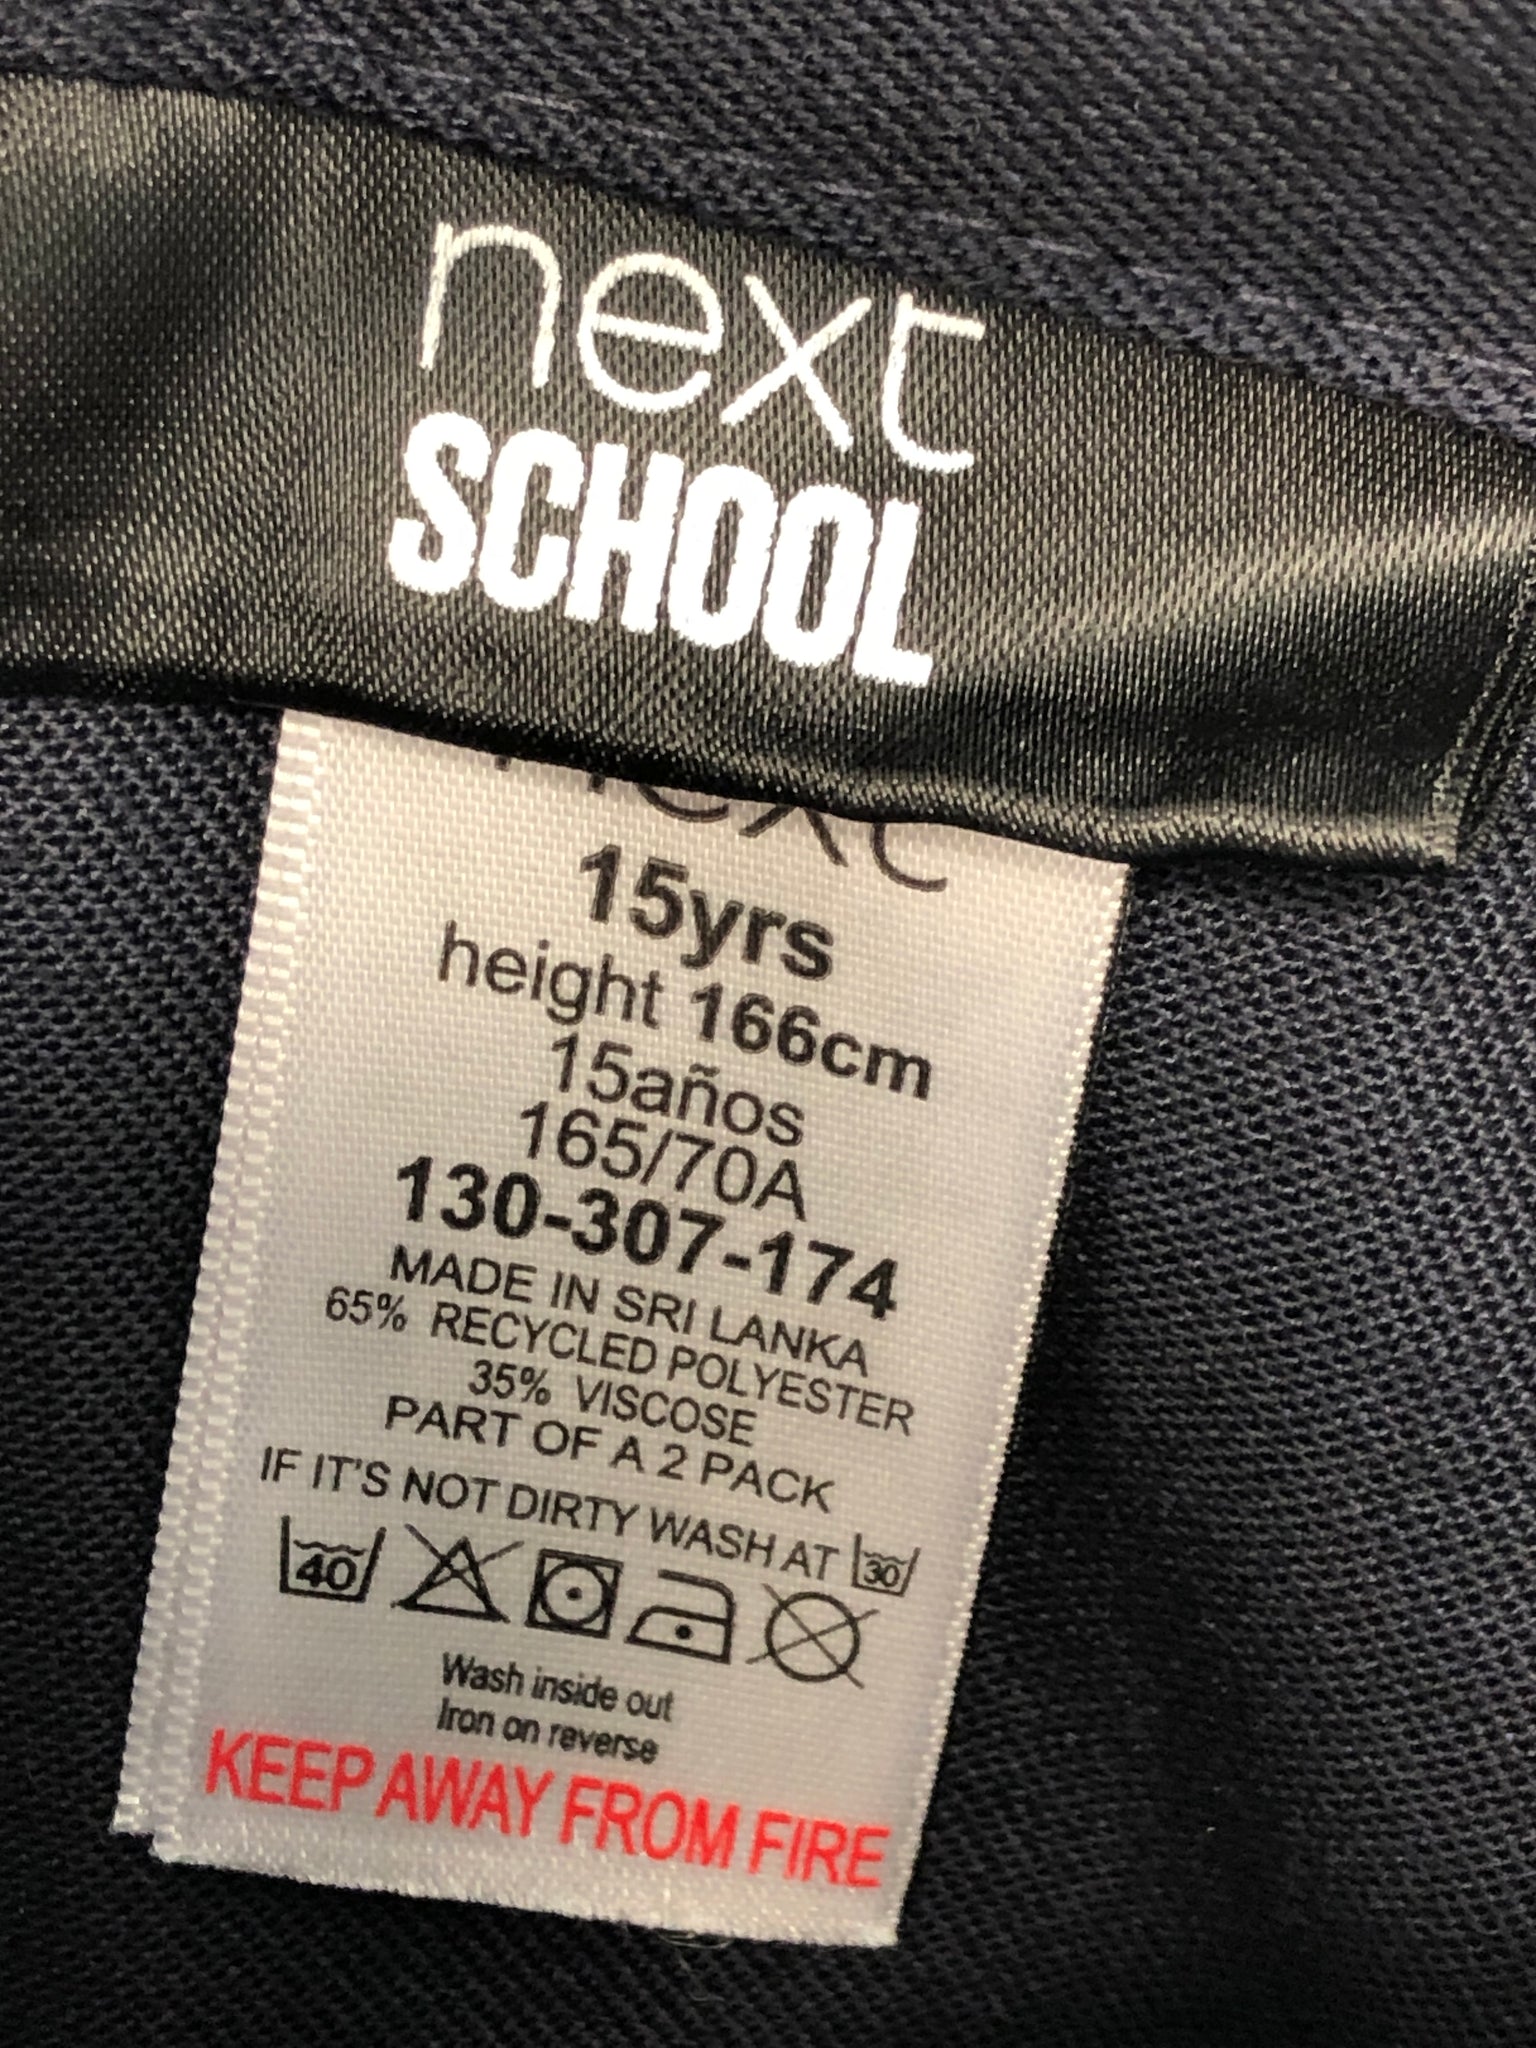 next
SCHOOL
next
15yrs
height 166cm
15años
165/70A
130-307-174
MADE IN SRI LANKA
65% RECYCLED POLYESTER
35% VISCOSE
PART OF A 2 PACK
IF IT'S NOT DIRTY WASH AT 30
40
Wash inside out
Iron on reverse
KEEP AWAY FROM FIRE